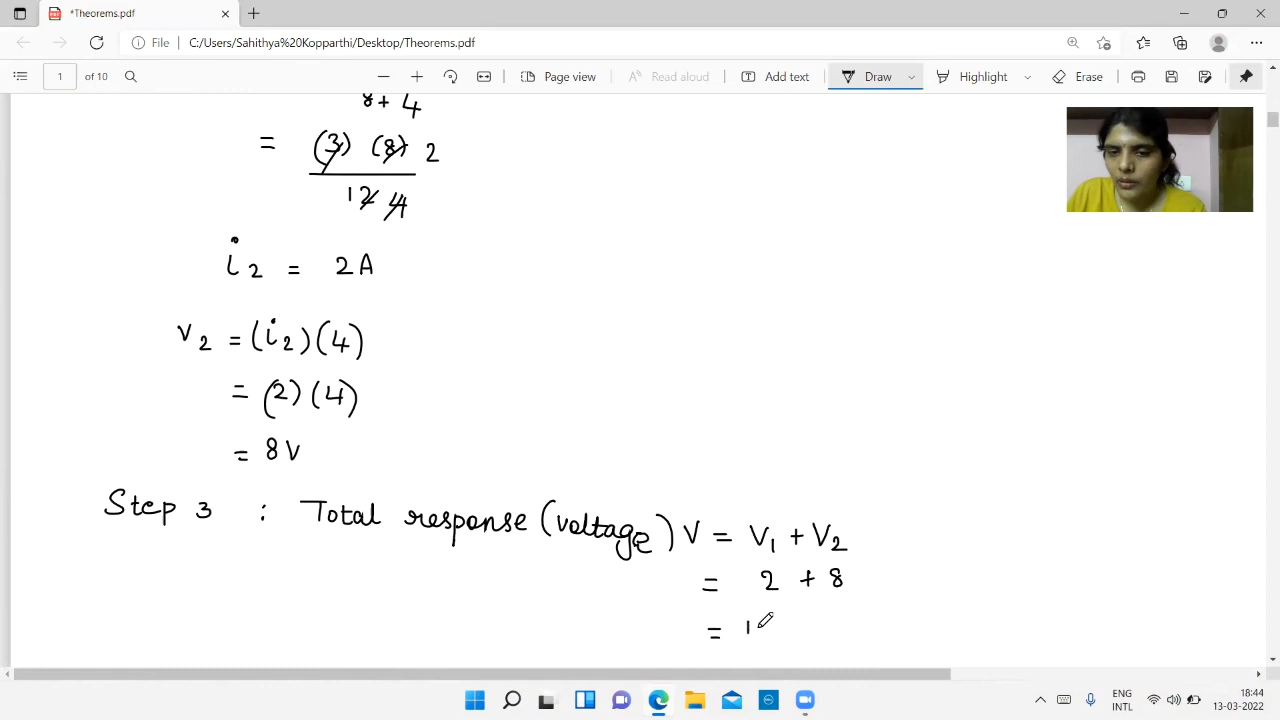 *Theorems.pdf
File | C:/Users/Sahithya%20Kopparthi/Desktop/Theorems.pdf
1 of 10 Page view Read aloud Add text Draw Highlight Erase
8 + 4
= (3) (8) 2
12 4
i2 = 2A
V2 = (i2)(4)
= (2) (4)
= 8V
Step 3 : Total response (voltage) V = V1 + V2
= 2 + 8
= 1
ENG
INTL
18:44
13-03-2022